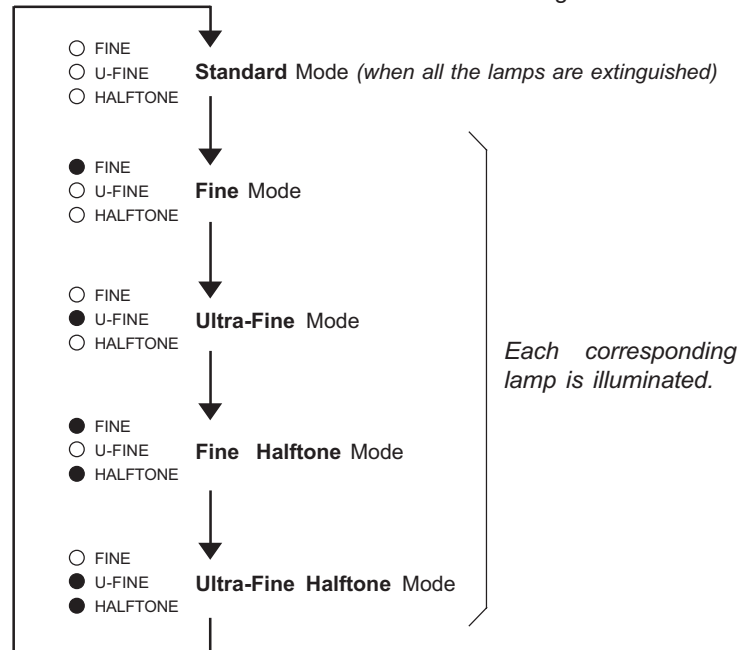 FINE
U-FINE
HALFTONE
Standard Mode (when all the lamps are extinguished)
FINE
U-FINE
HALFTONE
Fine Mode
FINE
U-FINE
HALFTONE
Ultra-Fine Mode
Each corresponding
lamp is illuminated.
FINE
U-FINE
HALFTONE
Fine Halftone Mode
FINE
U-FINE
HALFTONE
Ultra-Fine Halftone Mode